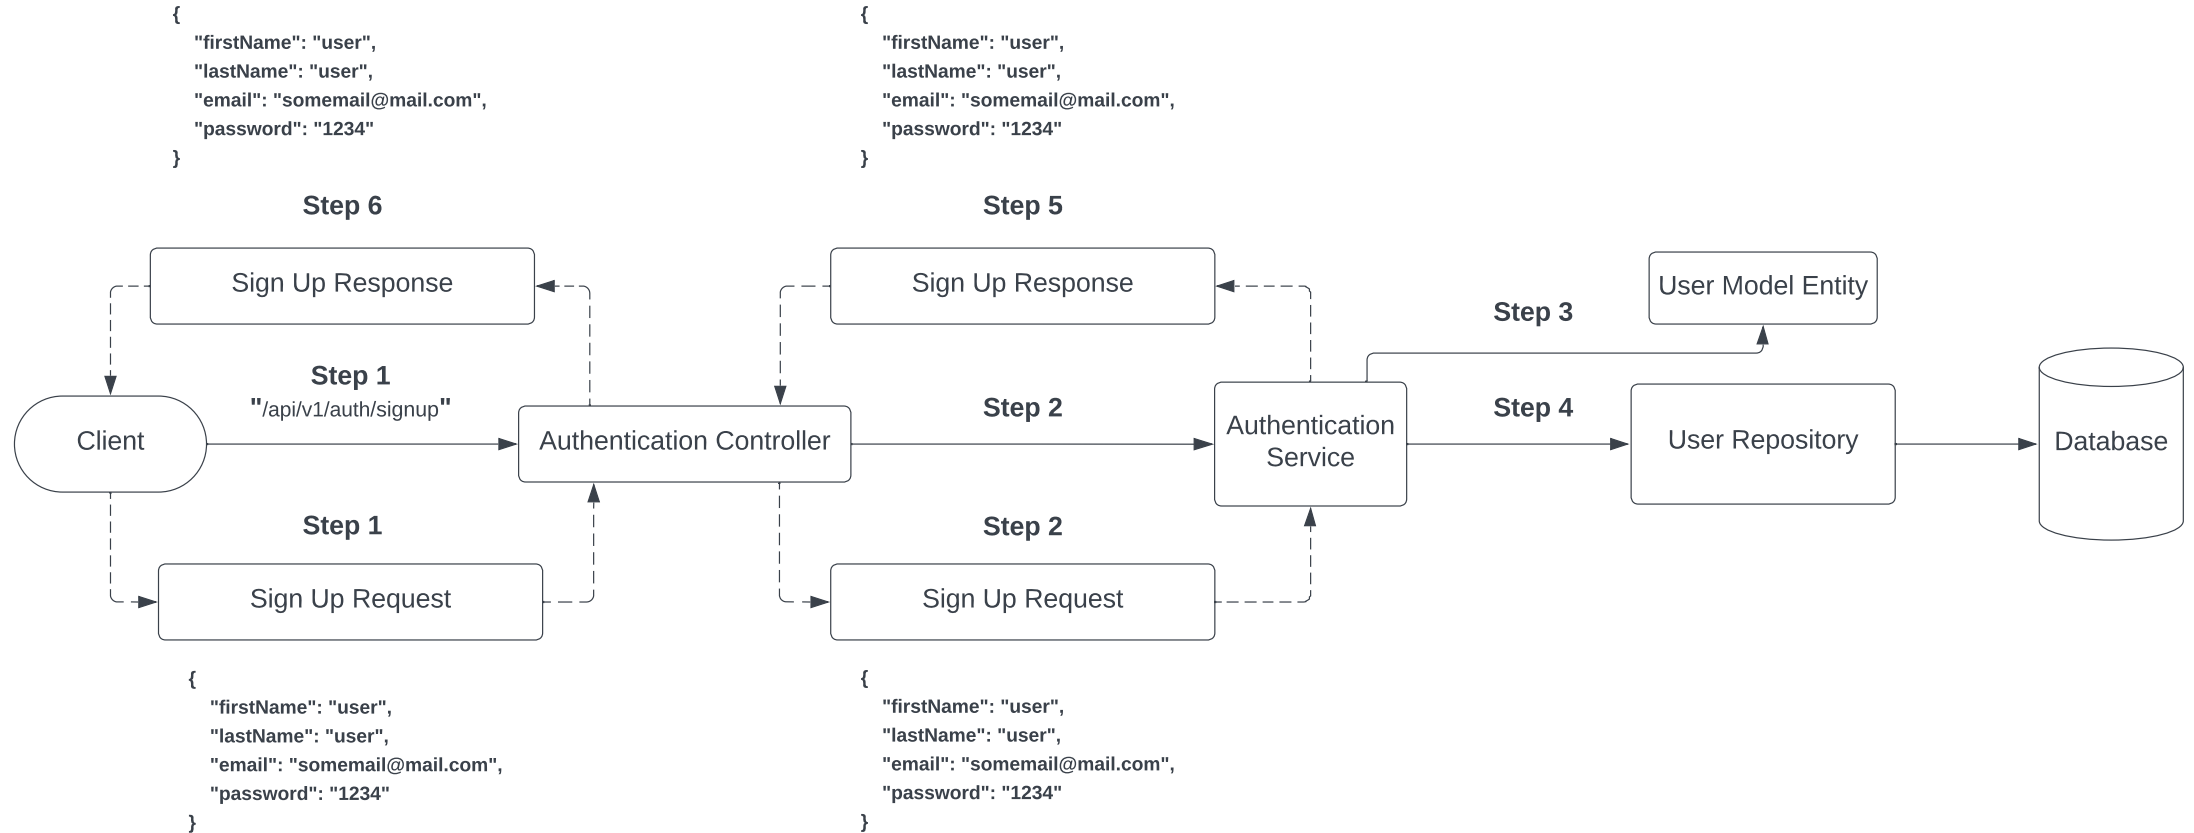 {
"firstName": "user",
"lastName": "user",
"email": "somemail@mail.com",
"password": "1234"
}
{
"firstName": "user",
"lastName": "user",
"email": "somemail@mail.com",
"password": "1234"
}
Step 6
Step 5
Sign Up Response
Sign Up Response
User Model Entity
Step 3
Step 1
"/api/v1/auth/signup"
Step 2
Step 4
Client
Authentication Controller
Authentication
Service
User Repository
Database
Step 1
Step 2
Sign Up Request
Sign Up Request
{
"firstName": "user",
"lastName": "user",
"email": "somemail@mail.com",
"password": "1234"
}
{
"firstName": "user",
"lastName": "user",
"email": "somemail@mail.com",
"password": "1234"
}